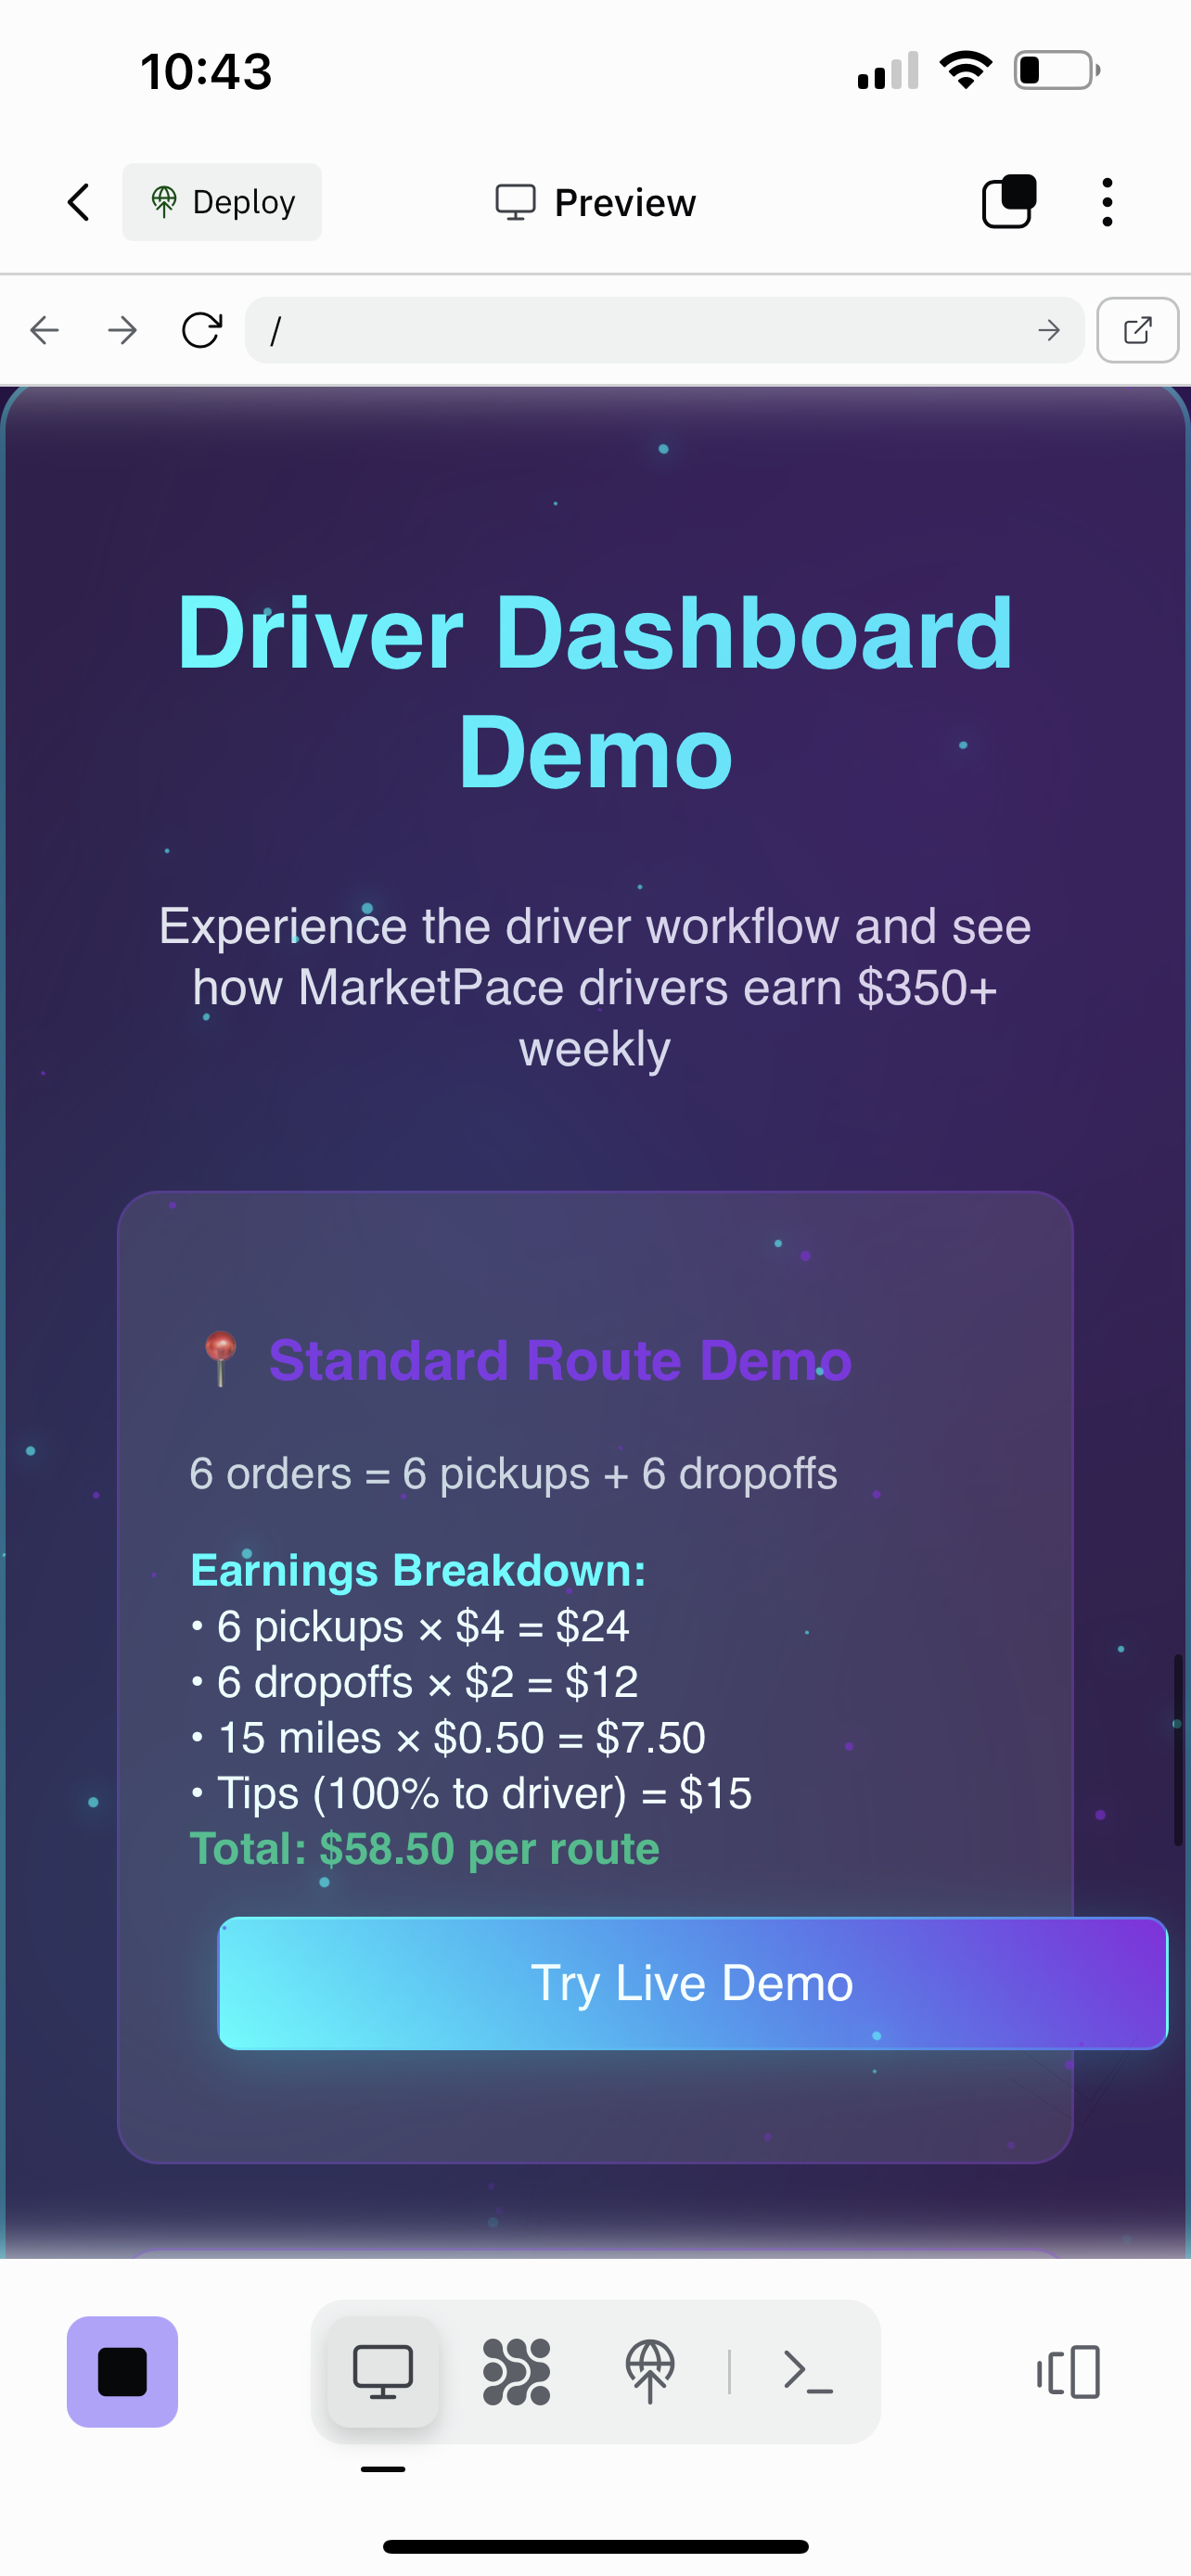 10:43
Deploy
Preview
/
Driver Dashboard
Demo
Experience the driver workflow and see
how MarketPace drivers earn $350+
weekly
Standard Route Demo
6 orders = 6 pickups + 6 dropoffs
Earnings Breakdown:
• 6 pickups × $4 = $24
• 6 dropoffs × $2 = $12
• 15 miles × $0.50 = $7.50
• Tips (100% to driver) = $15
Total: $58.50 per route
Try Live Demo